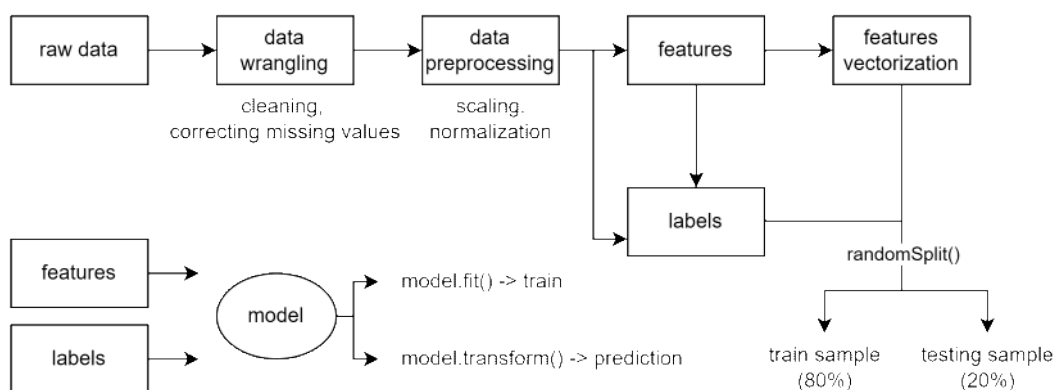 raw data
data
wrangling
data
preprocessing
features
features
vectorization
cleaning,
correcting missing values
scaling.
normalization
labels
randomSplit()
train sample
(80%)
testing sample
(20%)
features
labels
model
model.fit() -> train
model.transform() -> prediction